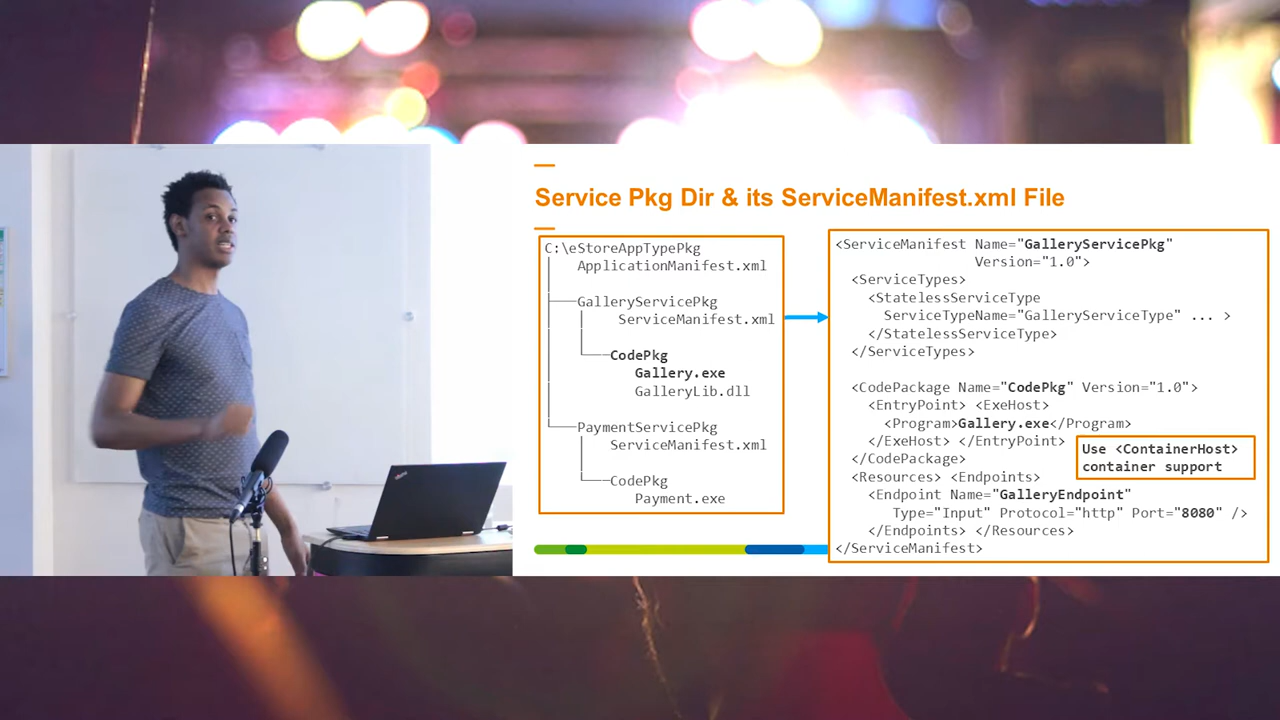 Service Pkg Dir & its ServiceManifest.xml File
C:\eStoreAppTypePkg
ApplicationManifest.xml
GalleryServicePkg
ServiceManifest.xml
CodePkg
Gallery.exe
GalleryLib.dll
PaymentServicePkg
ServiceManifest.xml
CodePkg
Payment.exe
<ServiceManifest Name="GalleryServicePkg"
Version="1.0">
<ServiceTypes>
<StatelessServiceType
ServiceTypeName="GalleryServiceType" ... >
</StatelessServiceType>
</ServiceTypes>
<CodePackage Name="CodePkg" Version="1.0">
<EntryPoint> <ExeHost>
<Program>Gallery.exe</Program>
</ExeHost> </EntryPoint>
</CodePackage>
<Resources> <Endpoints>
<Endpoint Name="GalleryEndpoint"
Type="Input" Protocol="http" Port="8080" />
</Endpoints> </Resources>
</ServiceManifest>
Use <ContainerHost>
container support